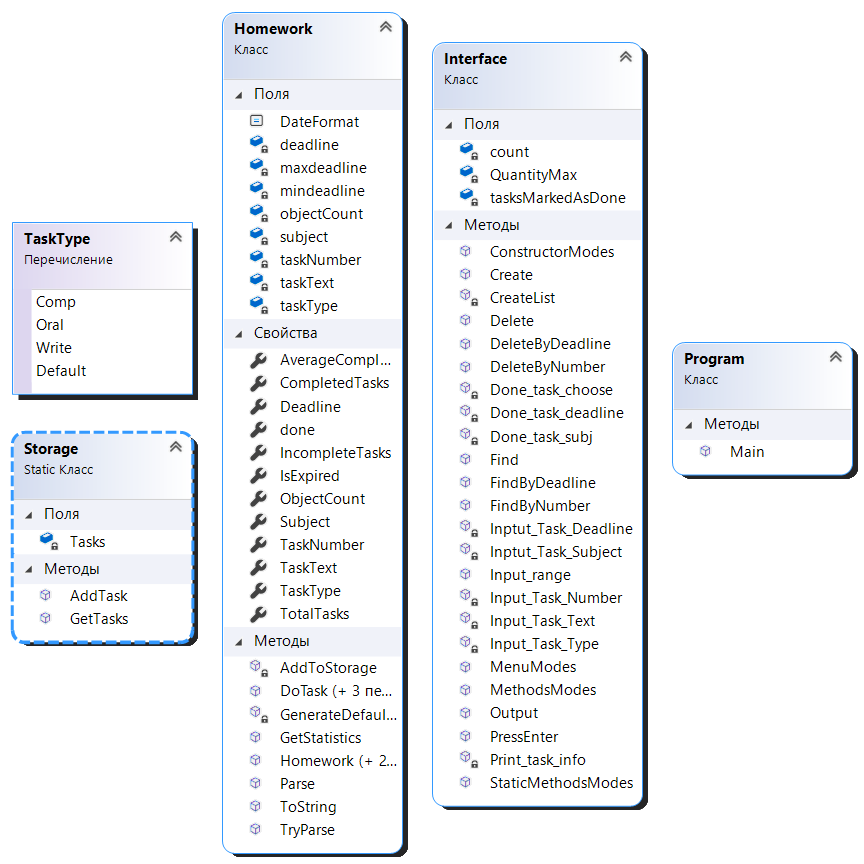 TaskType
Перечисление
Comp
Oral
Write
Default
Storage
Static Класс
Поля
Tasks
Методы
AddTask
GetTasks
Homework
Класс
Поля
DateFormat
deadline
maxdeadline
mindeadline
objectCount
subject
taskNumber
taskText
taskType
Свойства
AverageCompl...
CompletedTasks
Deadline
done
IncompleteTasks
IsExpired
ObjectCount
Subject
TaskNumber
TaskText
TaskType
TotalTasks
Методы
AddToStorage
DoTask (+ 3 пе...
GenerateDefaul...
GetStatistics
Homework (+ 2...
Parse
ToString
TryParse
Interface
Класс
Поля
count
QuantityMax
tasksMarkedAsDone
Методы
ConstructorModes
Create
CreateList
Delete
DeleteByDeadline
DeleteByNumber
Done_task_choose
Done_task_deadline
Done_task_subj
Find
FindByDeadline
FindByNumber
Inptut_Task_Deadline
Inptut_Task_Subject
Input_range
Input_Task_Number
Input_Task_Text
Input_Task_Type
MenuModes
MethodsModes
Output
PressEnter
Print_task_info
StaticMethodsModes
Program
Класс
Методы
Main